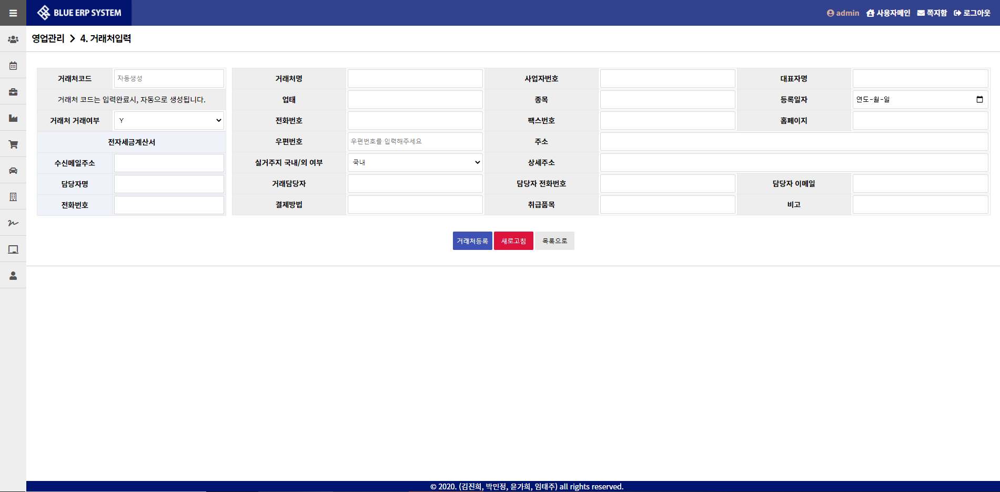 BLUE ERP SYSTEM
admin 사용자메인 쪽지함 로그아웃
영업관리 > 4. 거래처입력
거래처코드 자동생성 거래처명 사업자번호 대표자명
거래처 코드는 입력완료시, 자동으로 생성됩니다. 업태 종목 등록일자 연도-월-일
거래처 거래여부 Y 전화번호 팩스번호 홈페이지
전자세금계산서 우편번호 우편번호를 입력해주세요 주소
수신메일주소 실거주지 국내/외 여부 국내 상세주소
담당자명 거래담당자 담당자 전화번호 담당자 이메일
전화번호 결제방법 취급품목 비고
거래처등록 새로고침 목록으로
© 2020. (김진희, 박민정, 윤가희, 임태주) all rights reserved.